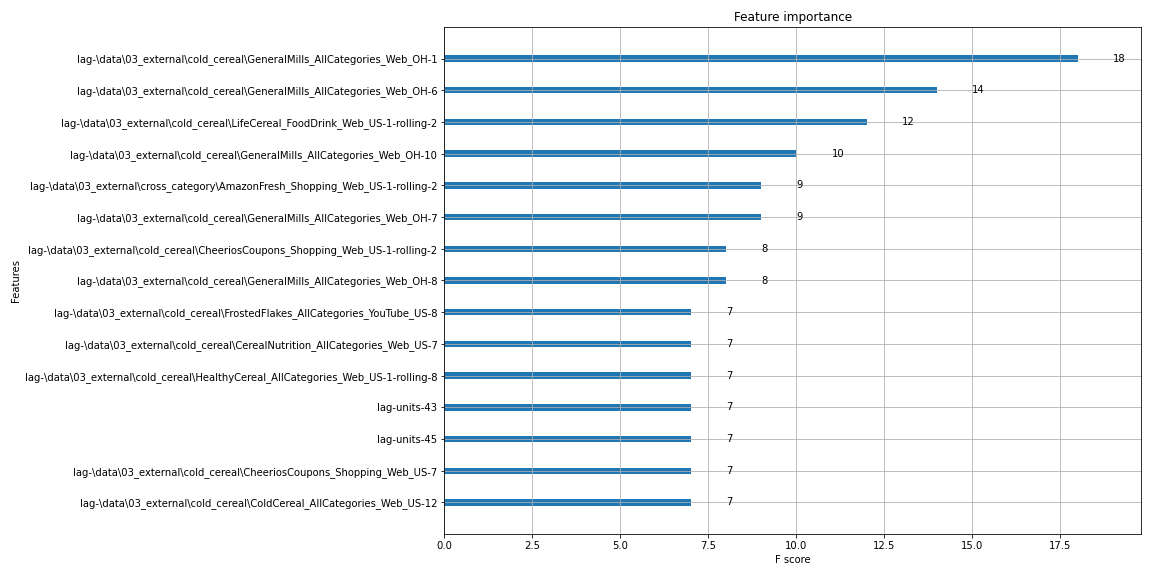 Feature importance
Features
lag-\data\03_external\cold_cereal\GeneralMills_AllCategories_Web_OH-1 18
lag-\data\03_external\cold_cereal\GeneralMills_AllCategories_Web_OH-6 14
lag-\data\03_external\cold_cereal\LifeCereal_FoodDrink_Web_US-1-rolling-2 12
lag-\data\03_external\cold_cereal\GeneralMills_AllCategories_Web_OH-10 10
lag-\data\03_external\cross_category\AmazonFresh_Shopping_Web_US-1-rolling-2 9
lag-\data\03_external\cold_cereal\GeneralMills_AllCategories_Web_OH-7 9
lag-\data\03_external\cold_cereal\CheeriosCoupons_Shopping_Web_US-1-rolling-2 8
lag-\data\03_external\cold_cereal\GeneralMills_AllCategories_Web_OH-8 8
lag-\data\03_external\cold_cereal\FrostedFlakes_AllCategories_YouTube_US-8 7
lag-\data\03_external\cold_cereal\CerealNutrition_AllCategories_Web_US-7 7
lag-\data\03_external\cold_cereal\HealthyCereal_AllCategories_Web_US-1-rolling-8 7
lag-units-43 7
lag-units-45 7
lag-\data\03_external\cold_cereal\CheeriosCoupons_Shopping_Web_US-7 7
lag-\data\03_external\cold_cereal\ColdCereal_AllCategories_Web_US-12 7
0.0 2.5 5.0 7.5 10.0 12.5 15.0 17.5
F score